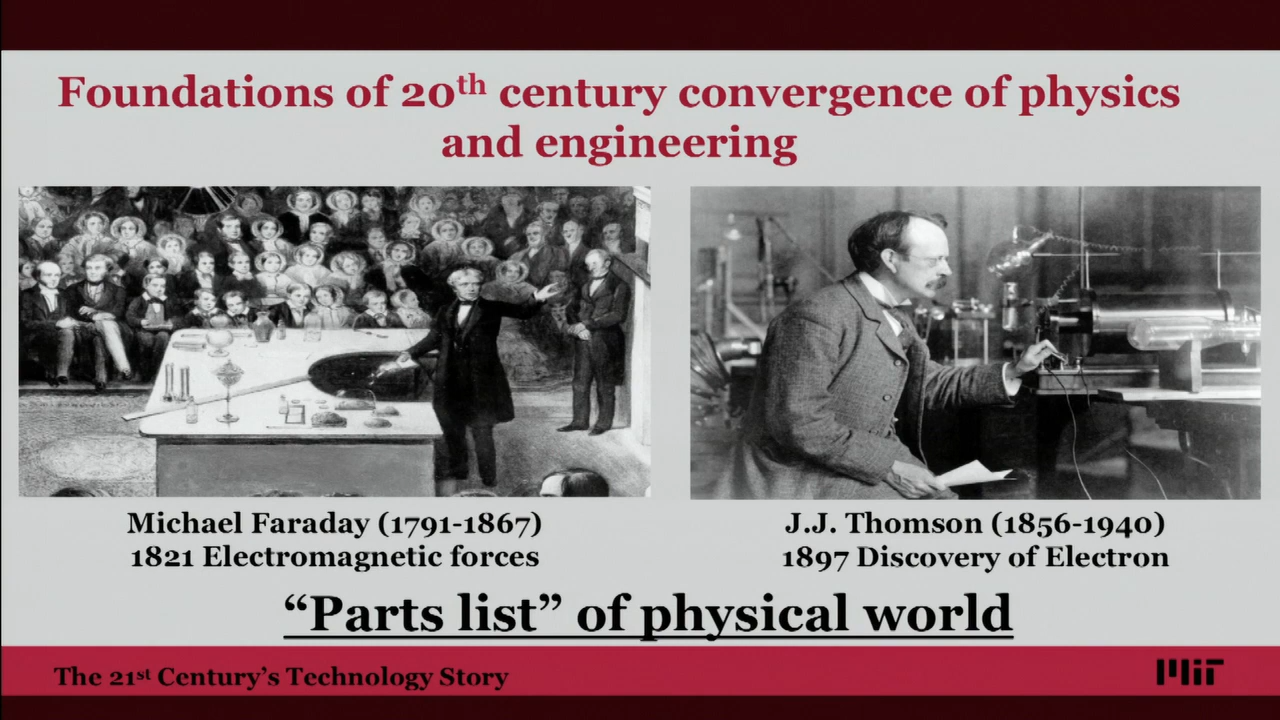 Foundations of 20th century convergence of physics
and engineering
Michael Faraday (1791-1867)
1821 Electromagnetic forces
J.J. Thomson (1856-1940)
1897 Discovery of Electron
“Parts list” of physical world
The 21st Century’s Technology Story
MIT